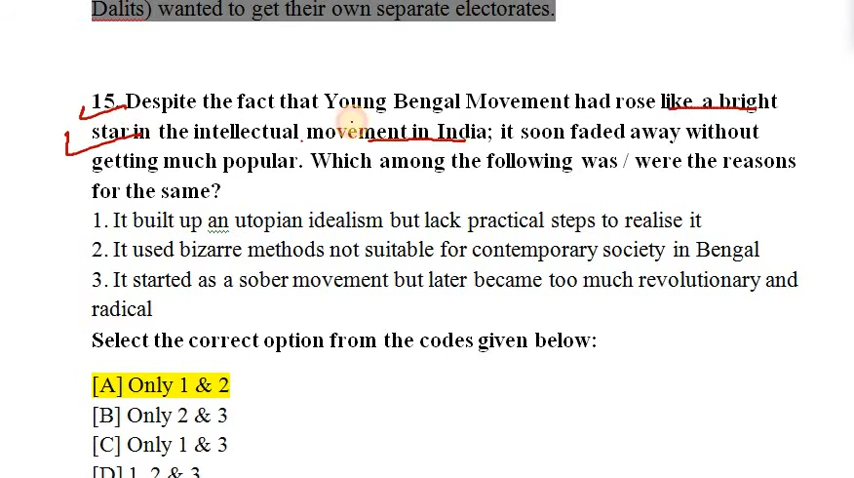 Dalits) wanted to get their own separate electorates.
15. Despite the fact that Young Bengal Movement had rose like a bright
star in the intellectual movement in India; it soon faded away without
getting much popular. Which among the following was / were the reasons
for the same?
1. It built up an utopian idealism but lack practical steps to realise it
2. It used bizarre methods not suitable for contemporary society in Bengal
3. It started as a sober movement but later became too much revolutionary and
radical
Select the correct option from the codes given below:
[A] Only 1 & 2
[B] Only 2 & 3
[C] Only 1 & 3
[D] 1, 2 & 3